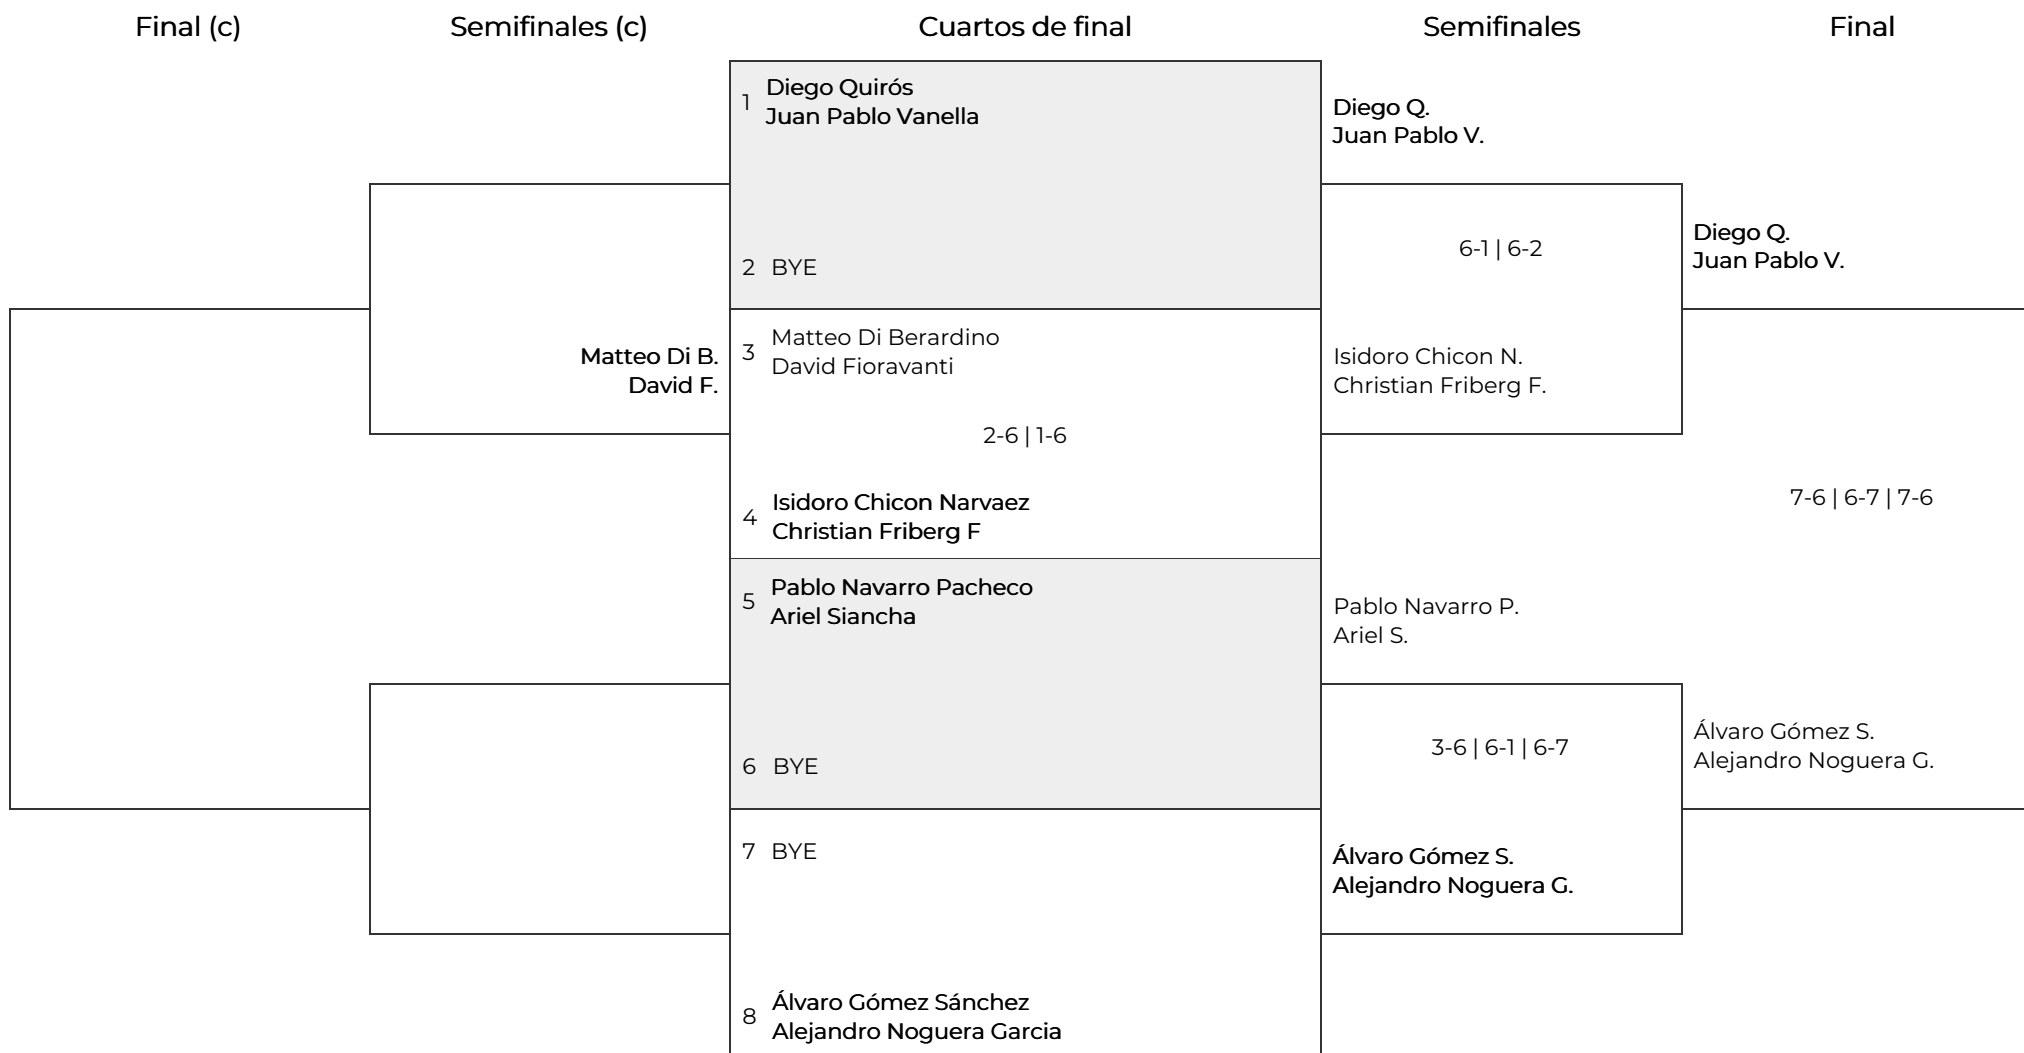 Final (c)
Semifinales (c)
Cuartos de final
Semifinales
Final
Matteo Di B.
David F.
1
Diego Quirós
Juan Pablo Vanella
2 BYE
3
Matteo Di Berardino
David Fioravanti
2-6 | 1-6
4
Isidoro Chicon Narvaez
Christian Friberg F
5
Pablo Navarro Pacheco
Ariel Siancha
6 BYE
7 BYE
8
Álvaro Gómez Sánchez
Alejandro Noguera Garcia
Diego Q.
Juan Pablo V.
6-1 | 6-2
Isidoro Chicon N.
Christian Friberg F.
Pablo Navarro P.
Ariel S.
3-6 | 6-1 | 6-7
Álvaro Gómez S.
Alejandro Noguera G.
Diego Q.
Juan Pablo V.
7-6 | 6-7 | 7-6
Álvaro Gómez S.
Alejandro Noguera G.